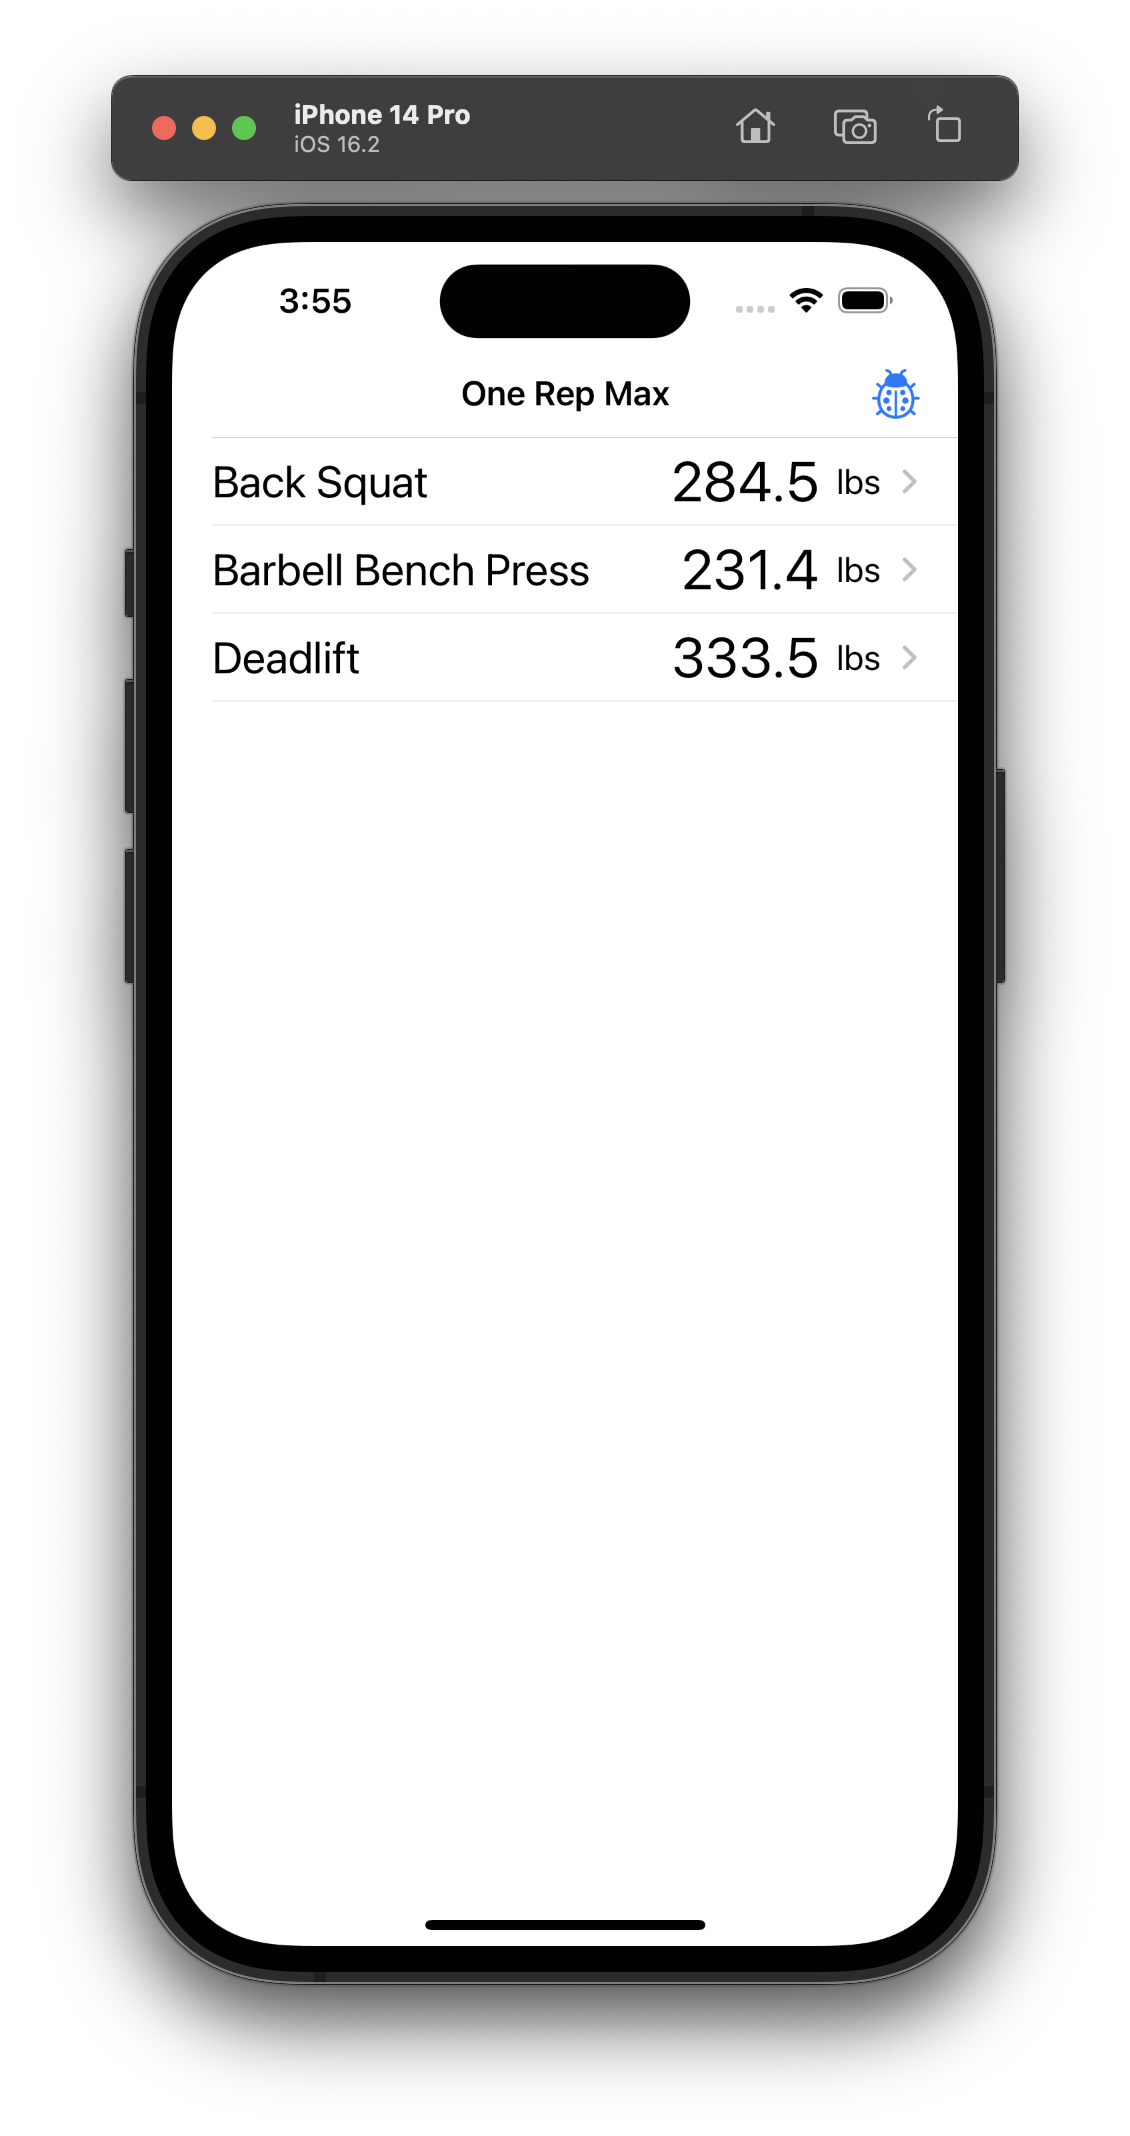 iPhone 14 Pro
iOS 16.2
3:55
One Rep Max
Back Squat 284.5 lbs
Barbell Bench Press 231.4 lbs
Deadlift 333.5 lbs